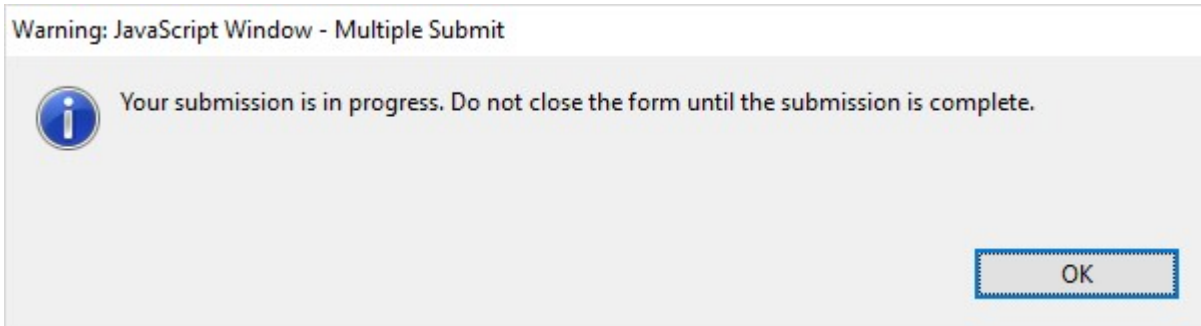 Warning: JavaScript Window - Multiple Submit
Your submission is in progress. Do not close the form until the submission is complete.
OK